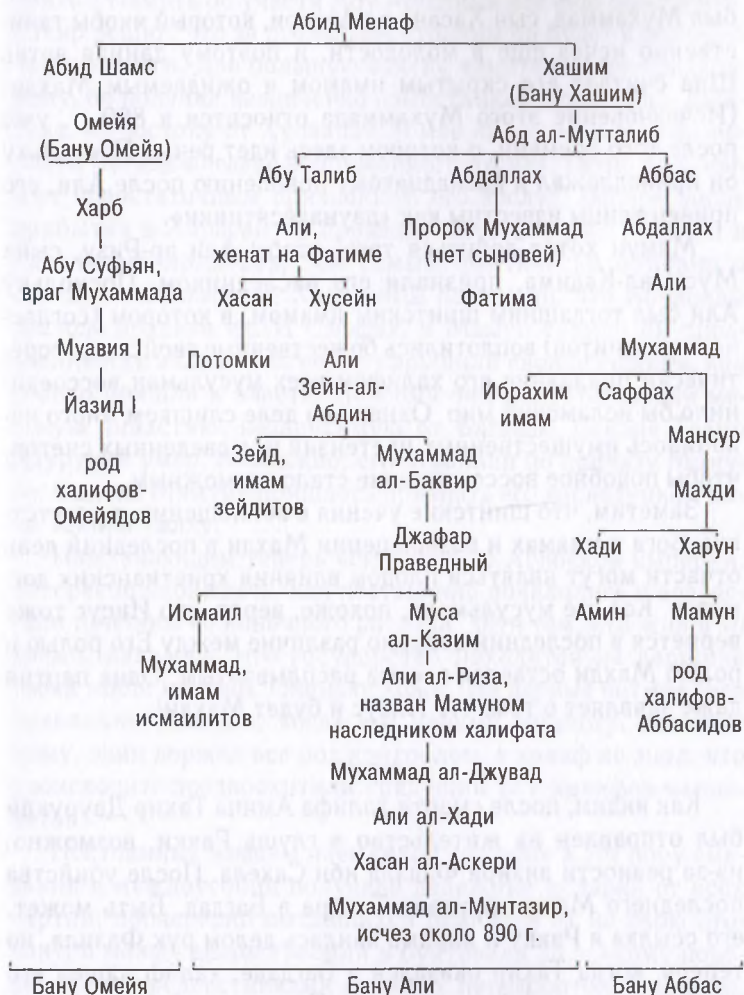 Абид Менаф
Абид Шамс
Хашим
(Бану Хашим)
Омейя
(Бану Омейя)
Абд ал-Мутталиб
Абу Талиб
Абдаллах
Аббас
Харб
Али,
женат на Фатиме
Пророк Мухаммад
(нет сыновей)
Абдаллах
Абу Суфьян,
враг Мухаммада
Хасан
Хусейн
Фатима
Али
Муавия I
Потомки
Али
Зейн-ал-
Абдин
Мухаммад
Йазид I
Ибрахим
имам
Саффах
Мансур
род
халифов-
Омейядов
Зейд,
имам
зейдитов
Мухаммад
ал-Баквир
Махди
Джафар
Праведный
Хади
Харун
Исмаил
Муса
ал-Казим
Амин
Мамун
Мухаммад,
имам
исмаилитов
Али ал-Риза,
назван Мамуном
наследником халифата
род
халифов-
Аббасидов
Мухаммад ал-Джувад
Али ал-Хади
Хасан ал-Аскери
Мухаммад ал-Мунтазир,
исчез около 890 г.
Бану Омейя
Бану Али
Бану Аббас